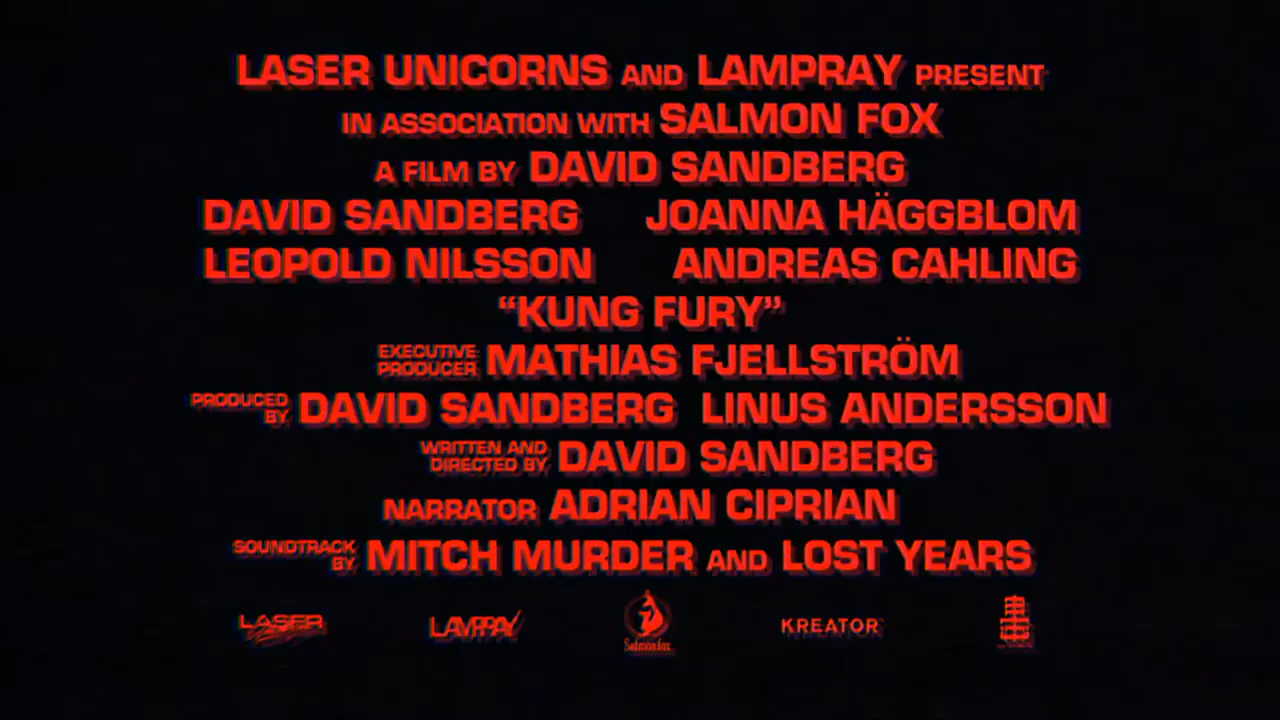 LASER UNICORNS AND LAMPRAY PRESENT
IN ASSOCIATION WITH SALMON FOX
A FILM BY DAVID SANDBERG
DAVID SANDBERG JOANNA HÄGGBLOM
LEOPOLD NILSSON ANDREAS CAHLING
“KUNG FURY”
EXECUTIVE PRODUCER MATHIAS FJELLSTRÖM
PRODUCED BY DAVID SANDBERG LINUS ANDERSSON
WRITTEN AND DIRECTED BY DAVID SANDBERG
NARRATOR ADRIAN CIPRIAN
SOUNDTRACK BY MITCH MURDER AND LOST YEARS
LASER LAMPRAY Salmonfox KREATOR